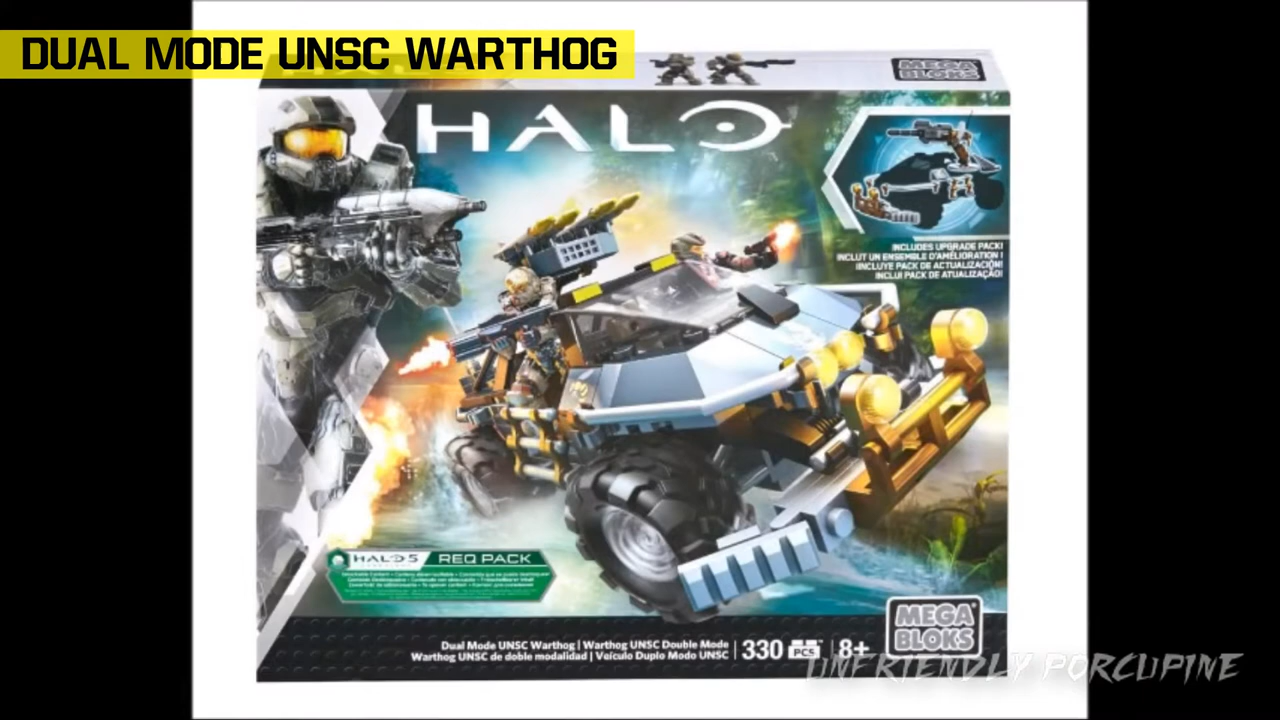 DUAL MODE UNSC WARTHOG
MEGA
BLOKS
HALO
INCLUDES UPGRADE PACK!
INCLUT UN ENSEMBLE D'AMÉLIORATION !
¡INCLUYE PACK DE ACTUALIZACIÓN!
INCLUI PACK DE ATUALIZAÇÃO!
HALO 5 REQ PACK
MEGA
BLOKS
Dual Mode UNSC Warthog | Warthog UNSC Double Mode
Warthog UNSC de doble modalidad | Veículo Duplo Modo UNSC
330 PCS 8+
UNFRIENDLY PORCUPINE